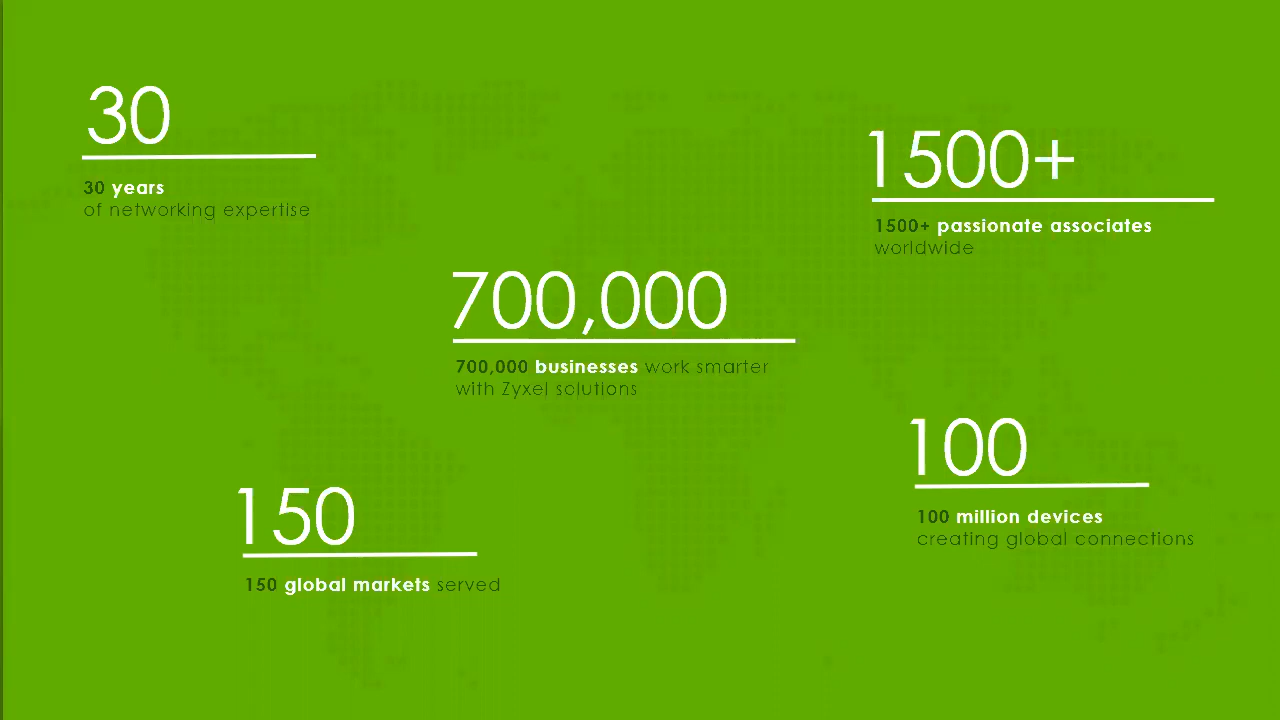 30
30 years
of networking expertise
1500+
1500+ passionate associates
worldwide
700,000
700,000 businesses work smarter
with Zyxel solutions
100
100 million devices
creating global connections
150
150 global markets served